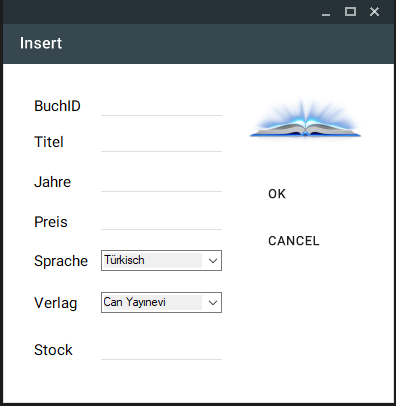 Insert
BuchID
Titel
Jahre
OK
Preis
CANCEL
Sprache Türkisch
Verlag Can Yayınevi
Stock